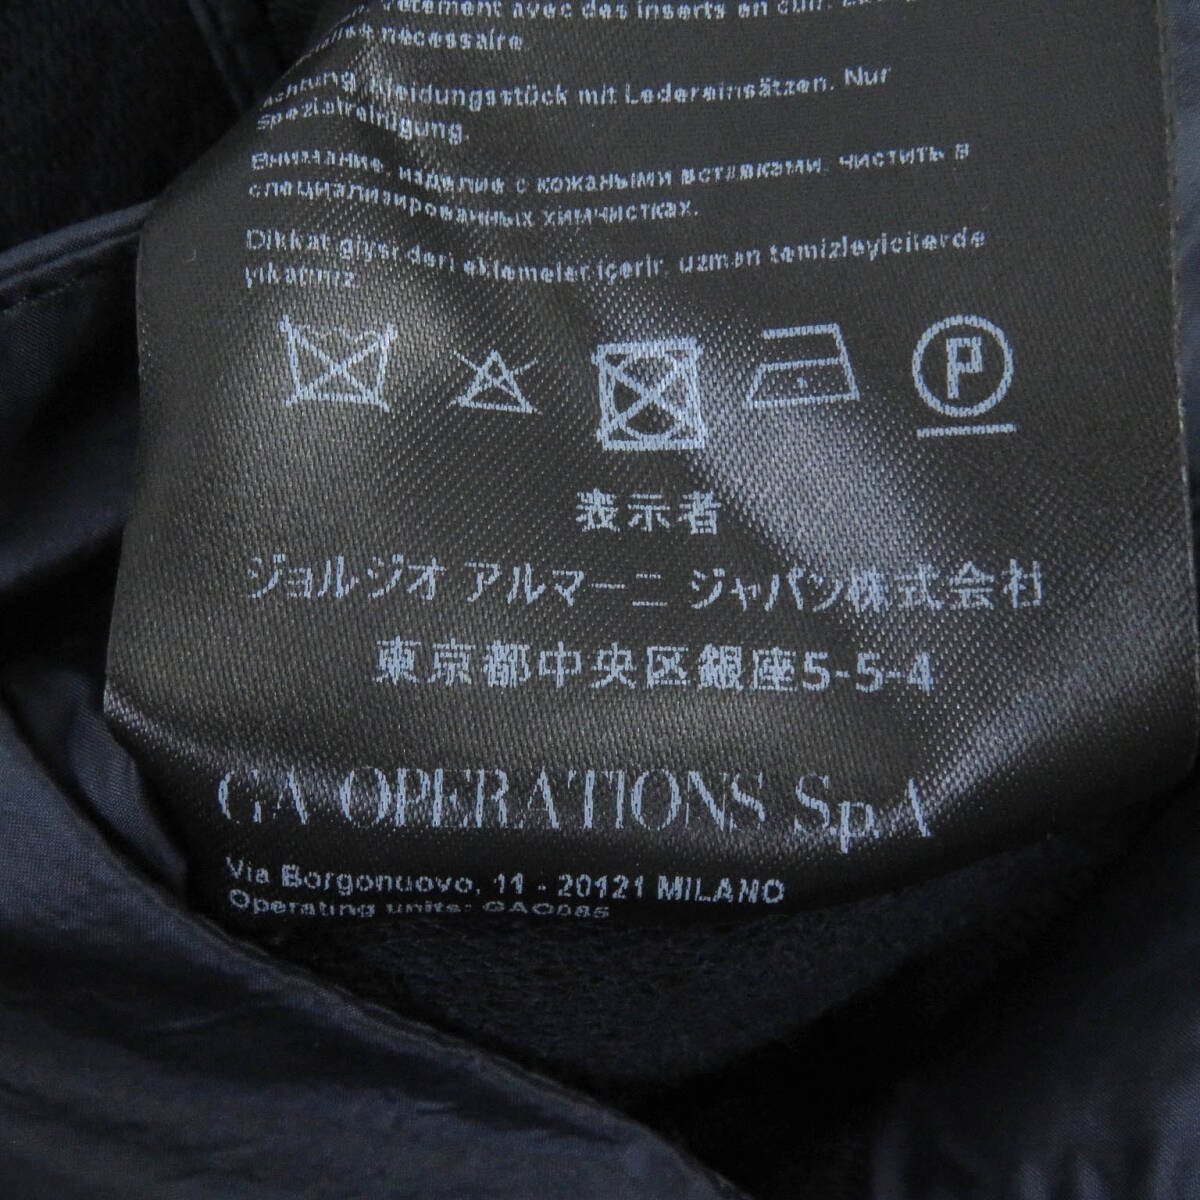 vêtement avec des inserts en cuir.
nécessaire
Achtung Kleidungsstück mit Ledereinsätzen. Nur
spezialreinigung.
Внимание, изделие с кожаными вставками, чистить в
специализированных химчистках.
Dikkat giysi deri eklemeler içerir, uzman temizleyicilerde
yıkatınız
P
表示者
ジョルジオ アルマーニ ジャパン株式会社
東京都中央区銀座5-5-4
GA OPERATIONS SpA
Via Borgonuovo, 11 - 20121 MILANO
Operating units: GAO085